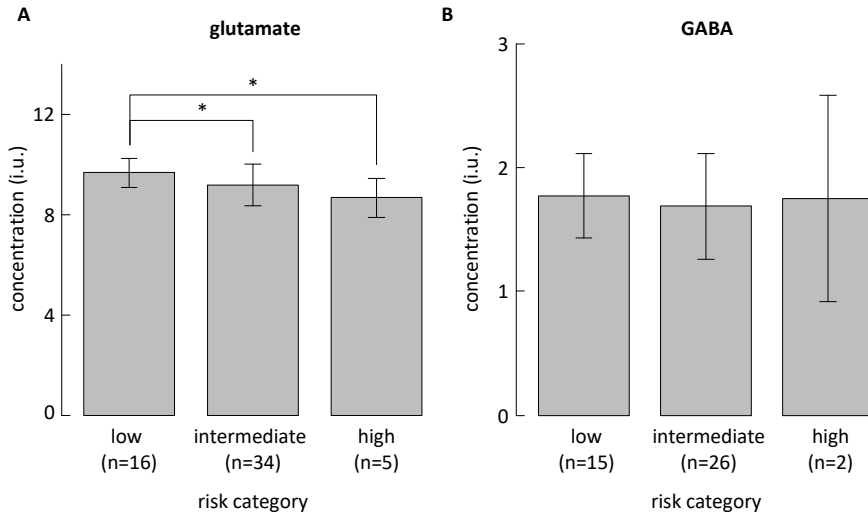 A
glutamate
concentration (i.u.)
12
8
4
0
*
*
low
(n=16)
intermediate
(n=34)
high
(n=5)
risk category
B
GABA
concentration (i.u.)
3
2
1
0
low
(n=15)
intermediate
(n=26)
high
(n=2)
risk category